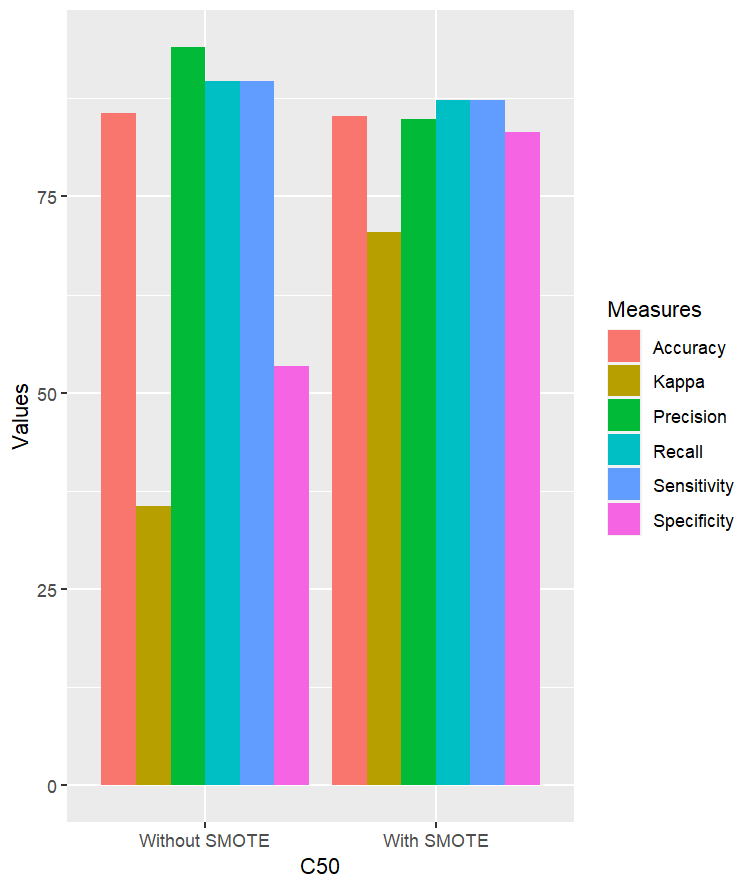 Values
75
50
25
0
Without SMOTE
With SMOTE
C50
Measures
Accuracy
Kappa
Precision
Recall
Sensitivity
Specificity